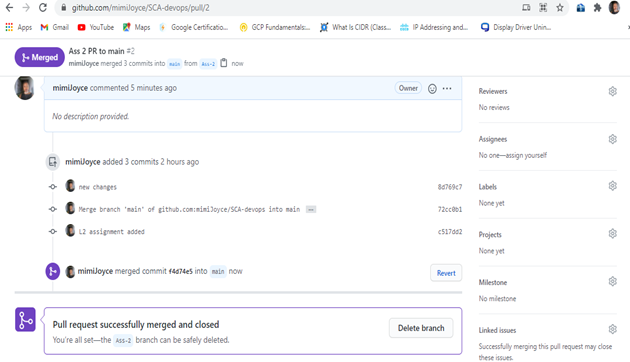 github.com/mimiJoyce/SCA-devops/pull/2
Apps Gmail YouTube Maps Google Certificatio... GCP Fundamentals:... What Is CIDR (Class... IP Addressing and... Display Driver Unin...
Merged
Ass 2 PR to main #2
mimiJoyce merged 3 commits into main from Ass-2 now
mimiJoyce commented 5 minutes ago Owner ...
No description provided.
mimiJoyce added 3 commits 2 hours ago
new changes 8d769c7
Merge branch 'main' of github.com:mimiJoyce/SCA-devops into main ... 72cc0b1
L2 assignment added c517dd2
mimiJoyce merged commit f4d74e5 into main now Revert
Pull request successfully merged and closed
You're all set—the Ass-2 branch can be safely deleted.
Delete branch
Reviewers
No reviews
Assignees
No one—assign yourself
Labels
None yet
Projects
None yet
Milestone
No milestone
Linked issues
Successfully merging this pull request may close
these issues.